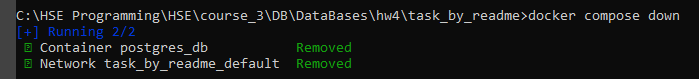 C:\HSE Programming\HSE\course_3\DB\DataBases\hw4\task_by_readme>docker compose down
[+] Running 2/2
Container postgres_db Removed
Network task_by_readme_default Removed